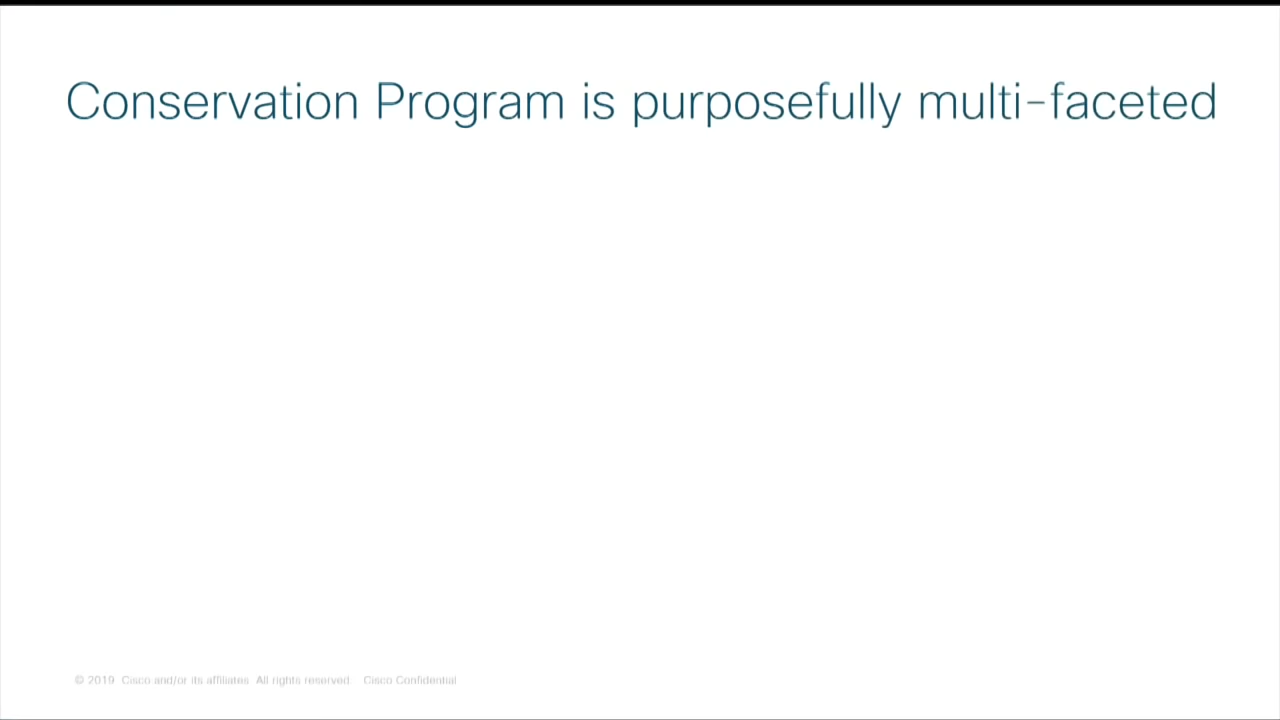 Conservation Program is purposefully multi-faceted
© 2019 Cisco and/or its affiliates. All rights reserved. Cisco Confidential